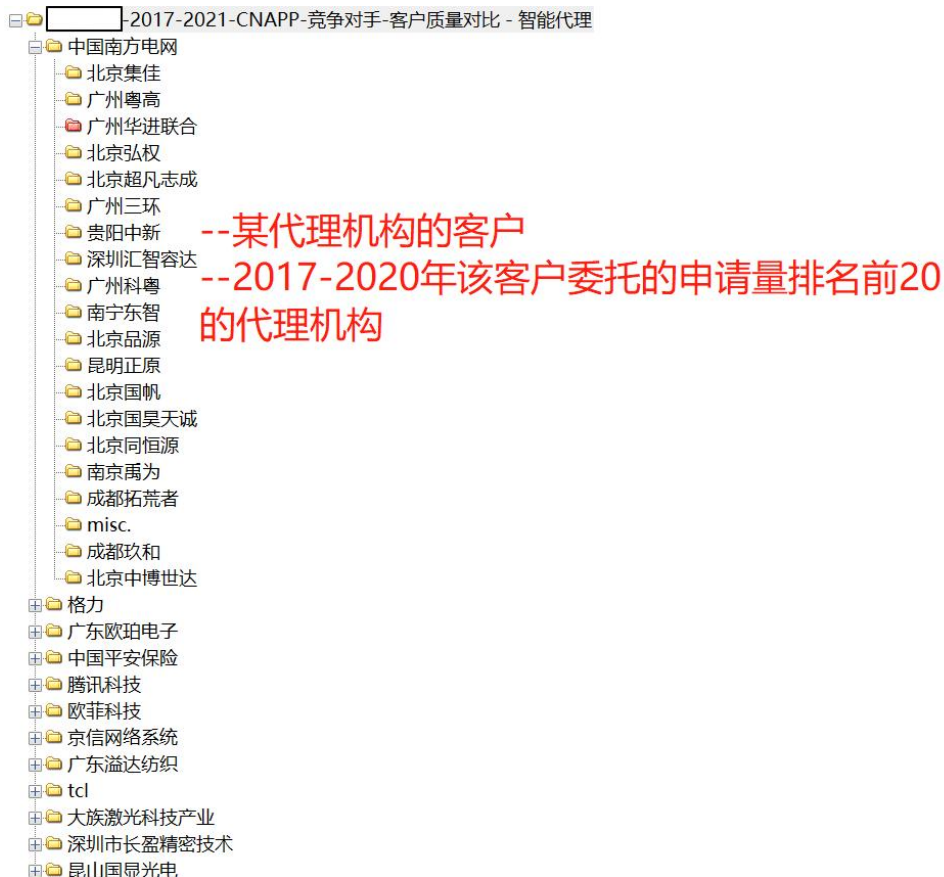 -2017-2021-CNAPP-竞争对手-客户质量对比 - 智能代理
中国南方电网
北京集佳
广州粤高
广州华进联合
北京弘权
北京超凡志成
广州三环
贵阳中新
深圳汇智容达
广州科粤
南宁东智
北京品源
昆明正原
北京国帆
北京国昊天诚
北京同恒源
南京禹为
成都拓荒者
misc.
成都玖和
北京中博世达
--某代理机构的客户
--2017-2020年该客户委托的申请量排名前20
的代理机构
格力
广东欧珀电子
中国平安保险
腾讯科技
欧菲科技
京信网络系统
广东溢达纺织
tcl
大族激光科技产业
深圳市长盈精密技术
昆山国显光电